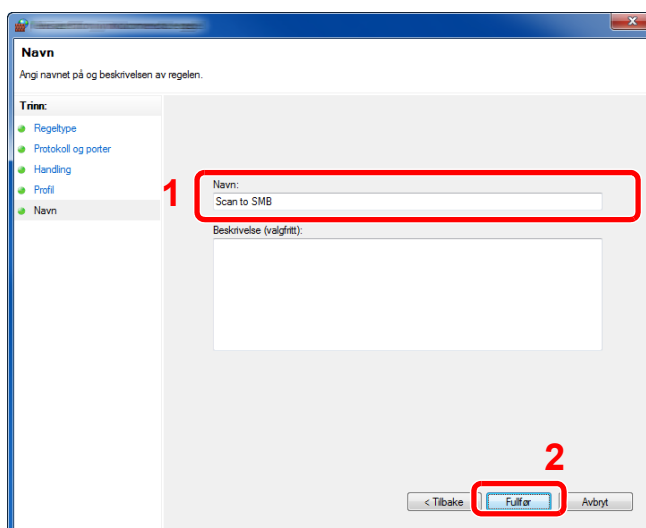 Navn
Angi navnet på og beskrivelsen av regelen.
Trinn:
Regeltype
Protokoll og porter
Handling
Profil
Navn
1
Navn:
Scan to SMB
Beskrivelse (valgfritt):
2
< Tilbake
Fullfør
Avbryt